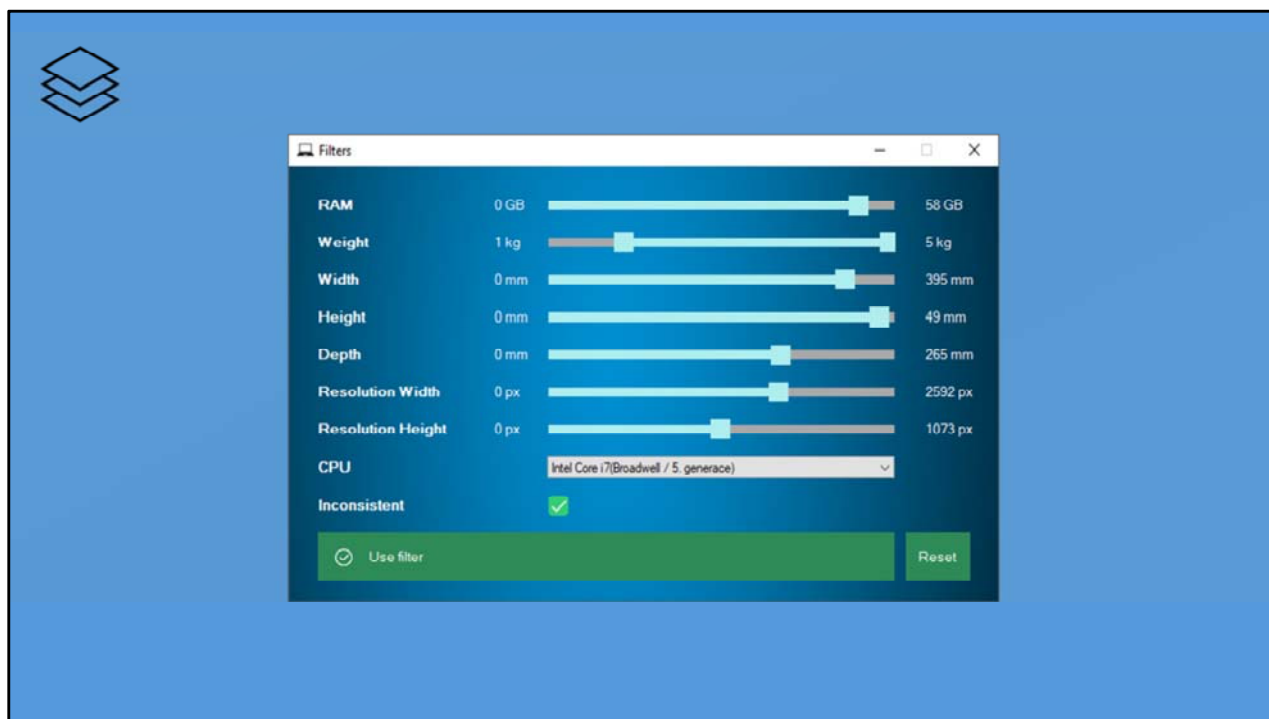 Filters
RAM 0 GB 58 GB
Weight 1 kg 5 kg
Width 0 mm 395 mm
Height 0 mm 49 mm
Depth 0 mm 265 mm
Resolution Width 0 px 2592 px
Resolution Height 0 px 1073 px
CPU Intel Core i7(Broadwell / 5. generace)
Inconsistent
Use filter Reset